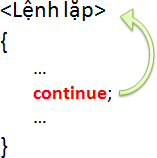 <Lệnh lặp>
{
...
continue;
...
}